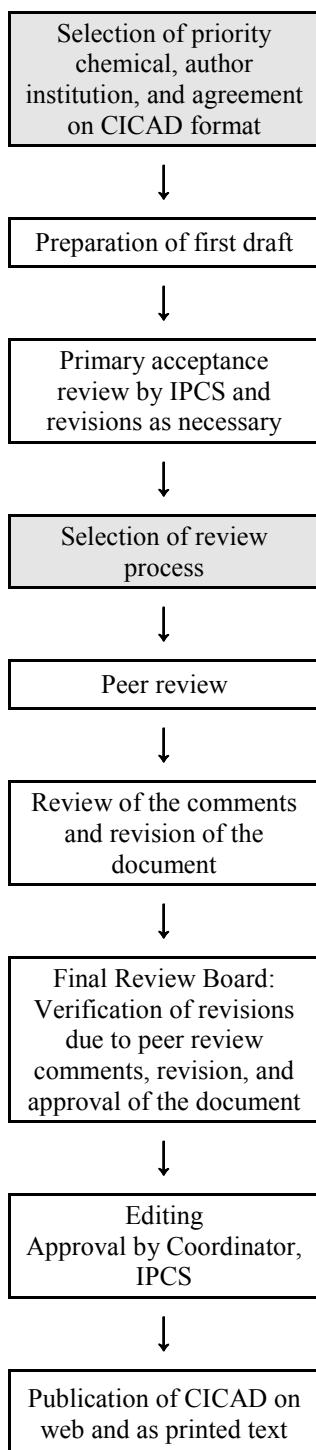 Selection of priority
chemical, author
institution, and agreement
on CICAD format
Preparation of first draft
Primary acceptance
review by IPCS and
revisions as necessary
Selection of review
process
Peer review
Review of the comments
and revision of the
document
Final Review Board:
Verification of revisions
due to peer review
comments, revision, and
approval of the document
Editing
Approval by Coordinator,
IPCS
Publication of CICAD on
web and as printed text